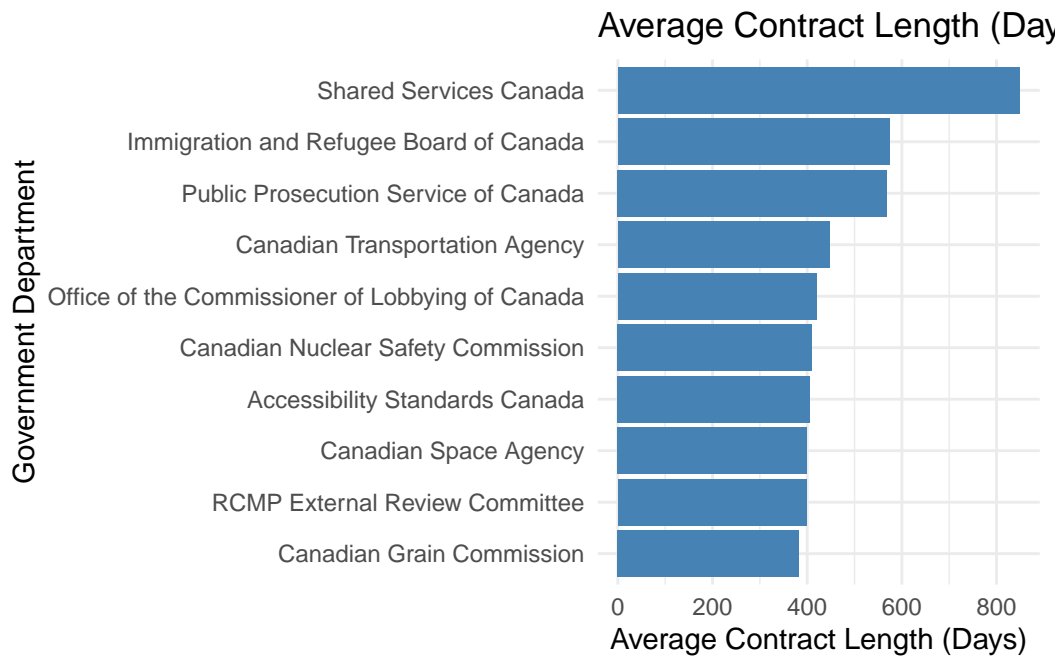 Average Contract Length (Day
Shared Services Canada
Immigration and Refugee Board of Canada
Public Prosecution Service of Canada
Canadian Transportation Agency
Office of the Commissioner of Lobbying of Canada
Canadian Nuclear Safety Commission
Accessibility Standards Canada
Canadian Space Agency
RCMP External Review Committee
Canadian Grain Commission
Government Department
0 200 400 600 800
Average Contract Length (Days)